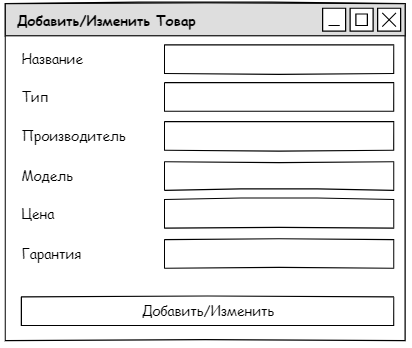 Добавить/Изменить Товар
Название
Тип
Производитель
Модель
Цена
Гарантия
Добавить/Изменить